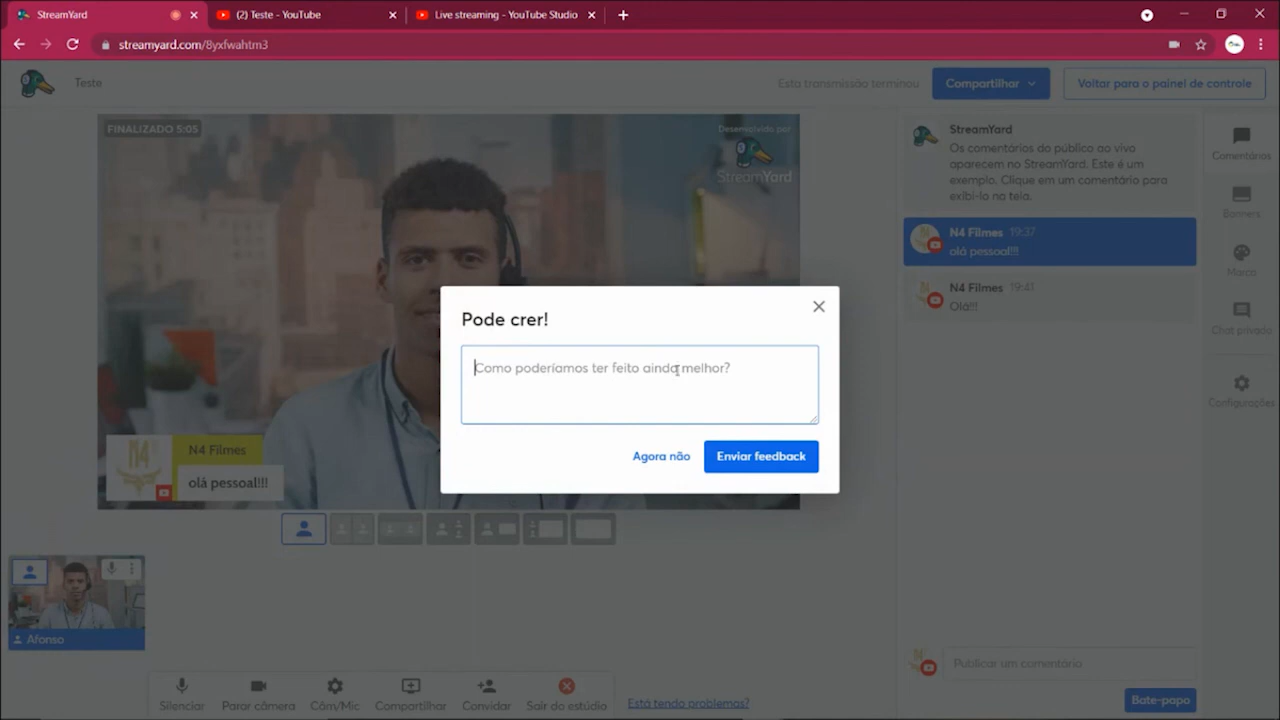 StreamYard
(2) Teste - YouTube
Live streaming - YouTube Studio
streamyard.com/8yxfwahtm3
Teste
Esta transmissão terminou
Compartilhar
Voltar para o painel de controle
FINALIZADO 5:05
Desenvolvido por
StreamYard
N4
N4 Filmes
olá pessoal!!!
StreamYard
Os comentários do público ao vivo
aparecem no StreamYard. Este é um
exemplo. Clique em um comentário para
exibi-lo na tela.
N4 Filmes 19:37
olá pessoal!!!
N4 Filmes 19:41
Olá!!!
Comentários
Banners
Marca
Chat privado
Configurações
Pode crer!
Como poderíamos ter feito ainda melhor?
Agora não
Enviar feedback
Afonso
Silenciar
Parar câmera
Câm/Mic
Compartilhar
Convidar
Sair do estúdio
Está tendo problemas?
Publicar um comentário
Bate-papo